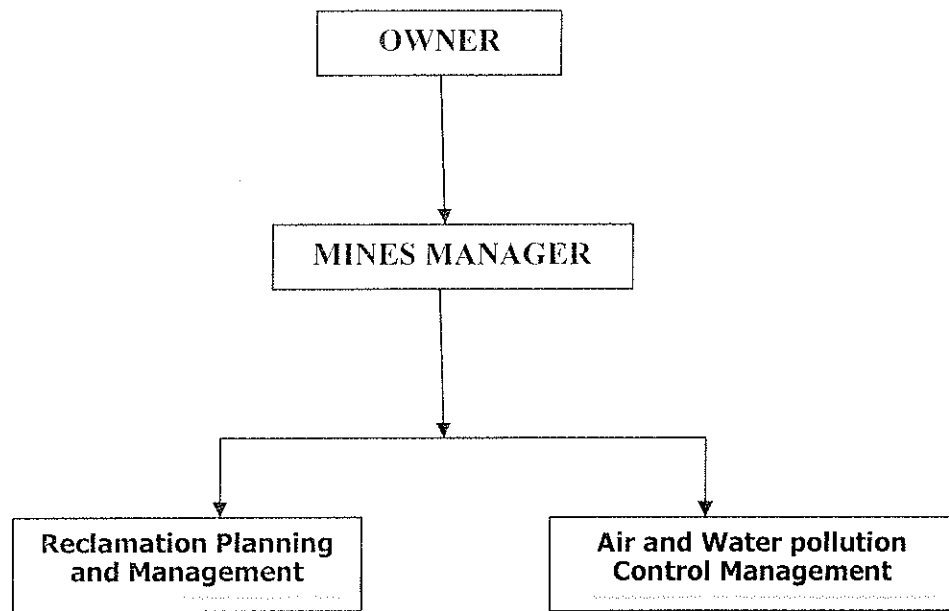 OWNER
MINES MANAGER
Reclamation Planning
and Management
Air and Water pollution
Control Management